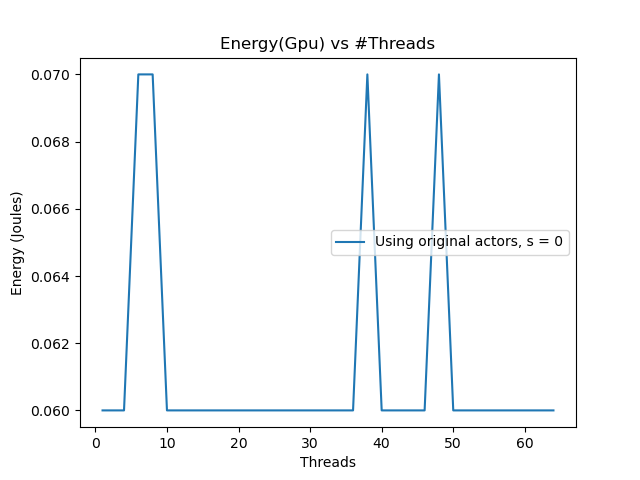 Energy(Gpu) vs #Threads
Energy (Joules)
0.070
0.068
0.066
0.064
0.062
0.060
Using original actors, s = 0
0 10 20 30 40 50 60
Threads